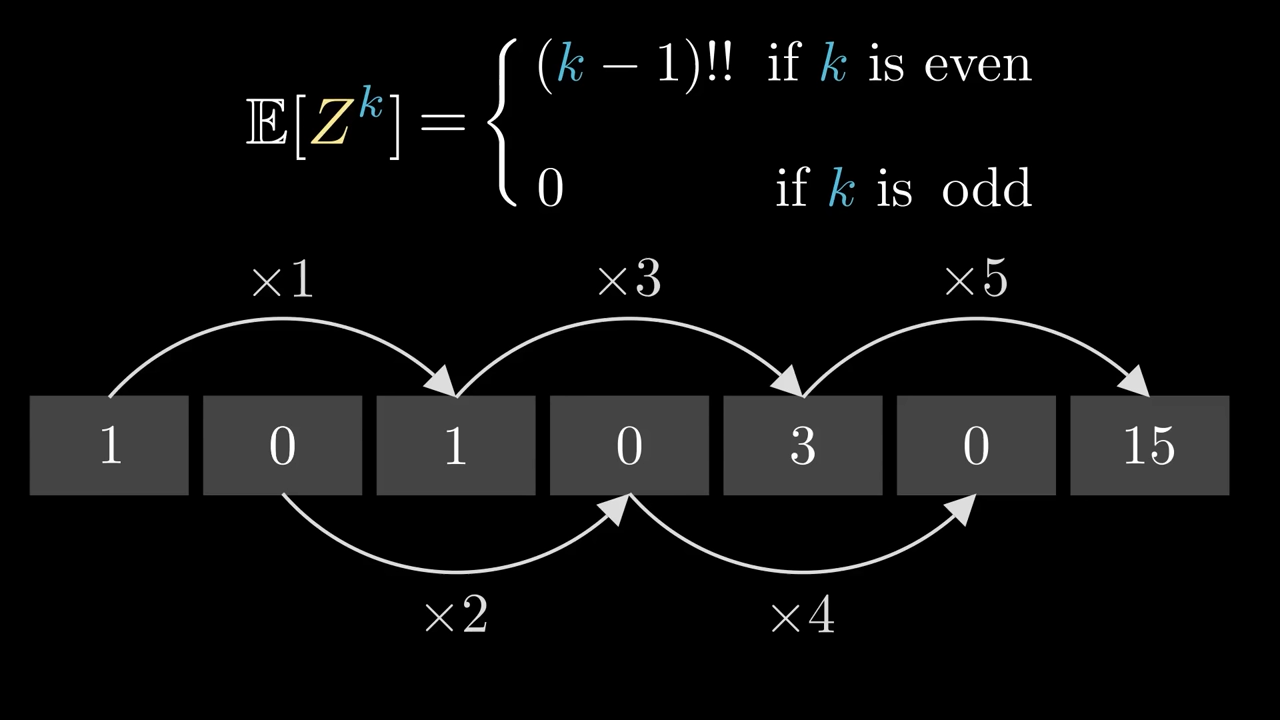 (k − 1)!! if k is even
𝔼[Z^k] = {
0 if k is odd
×1 ×3 ×5
1 0 1 0 3 0 15
×2 ×4